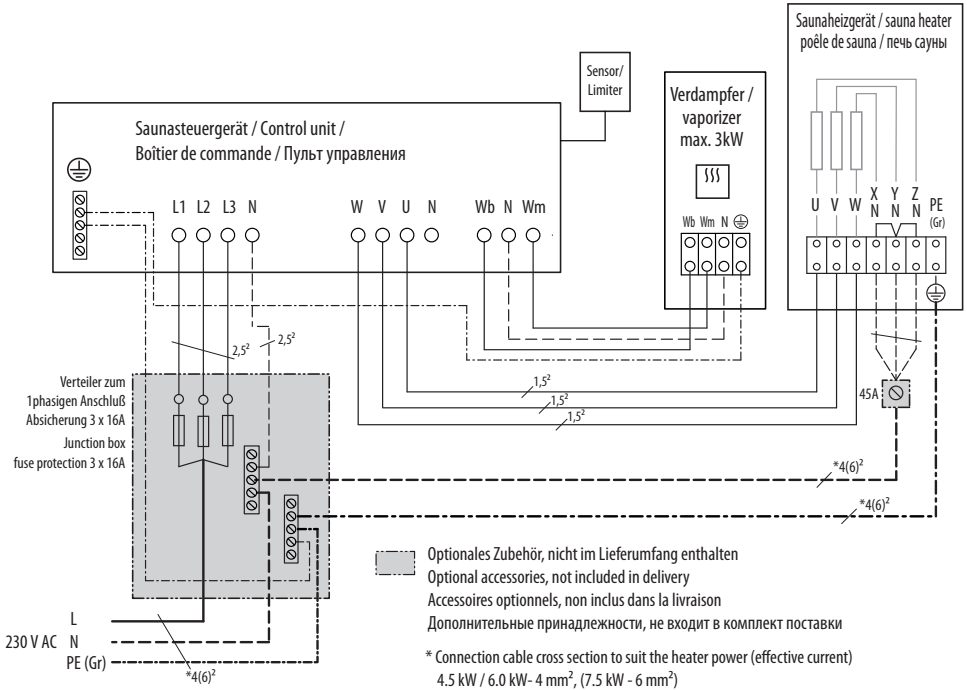 Saunaheizgerät / sauna heater
poêle de sauna / печь сауны
Sensor/
Limiter
Verdampfer /
vaporizer
max. 3kW
Saunasteuergerät / Control unit /
Boîtier de commande / Пульт управления
L1 L2 L3 N
W V U N
Wb N Wm
Wb Wm N
U V W X Y Z PE
N N N (Gr)
2,5²
2,5²
Verteiler zum
1phasigen Anschluß
Absicherung 3 x 16A
Junction box
fuse protection 3 x 16A
1,5²
1,5²
1,5²
45A
*4(6)²
*4(6)²
Optionales Zubehör, nicht im Lieferumfang enthalten
Optional accessories, not included in delivery
Accessoires optionnels, non inclus dans la livraison
Дополнительные принадлежности, не входит в комплект поставки
L
230 V AC N
PE (Gr)
*4(6)²
* Connection cable cross section to suit the heater power (effective current)
4.5 kW / 6.0 kW- 4 mm², (7.5 kW - 6 mm²)